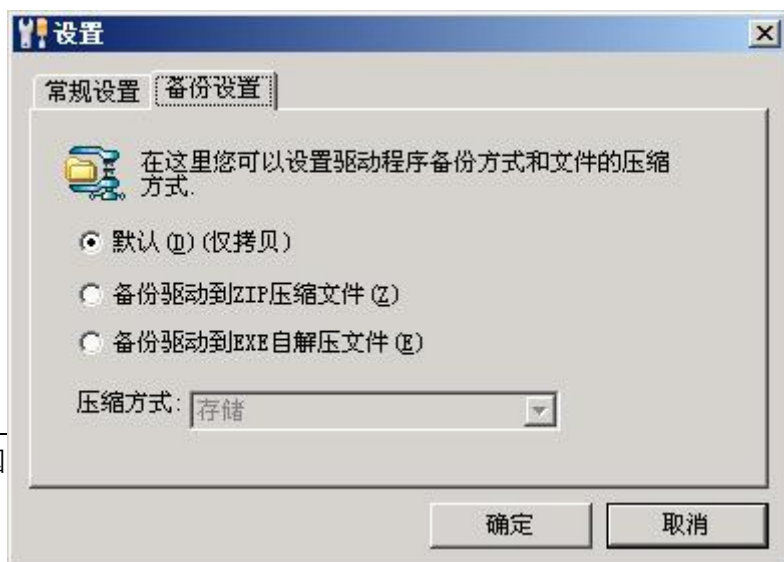 设置
常规设置 备份设置
在这里您可以设置驱动程序备份方式和文件的压缩
方式.
默认(D)(仅拷贝)
备份驱动到ZIP压缩文件(Z)
备份驱动到EXE自解压文件(E)
压缩方式: 存储
确定 取消